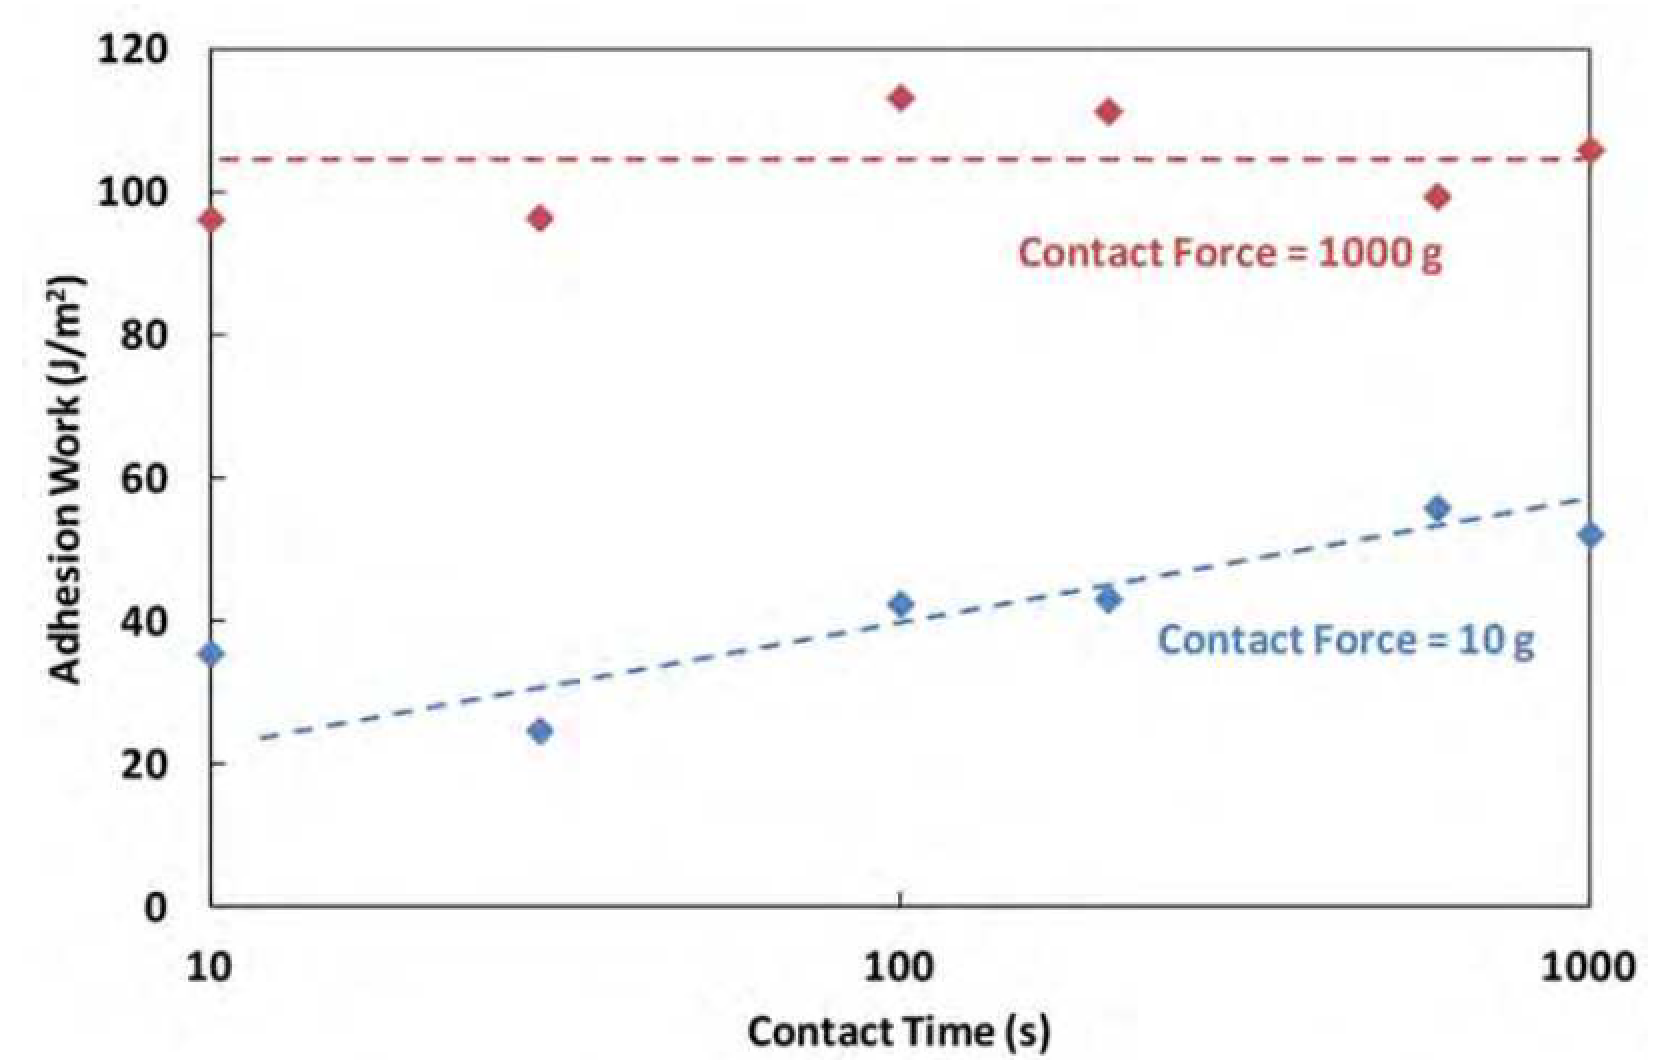 120
100
80
60
40
20
0
Adhesion Work (J/m²)
Contact Force = 1000 g
Contact Force = 10 g
10
100
1000
Contact Time (s)